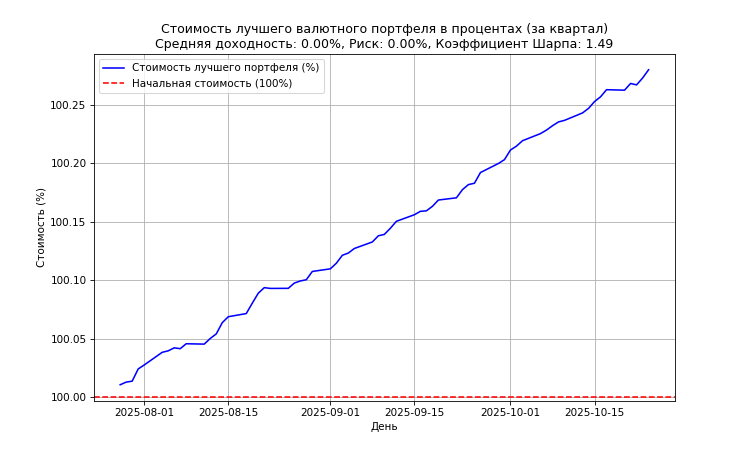 Стоимость лучшего валютного портфеля в процентах (за квартал)
Средняя доходность: 0.00%, Риск: 0.00%, Коэффициент Шарпа: 1.49
Стоимость лучшего портфеля (%)
Начальная стоимость (100%)
Стоимость (%)
100.25
100.20
100.15
100.10
100.05
100.00
2025-08-01
2025-08-15
2025-09-01
2025-09-15
2025-10-01
2025-10-15
День